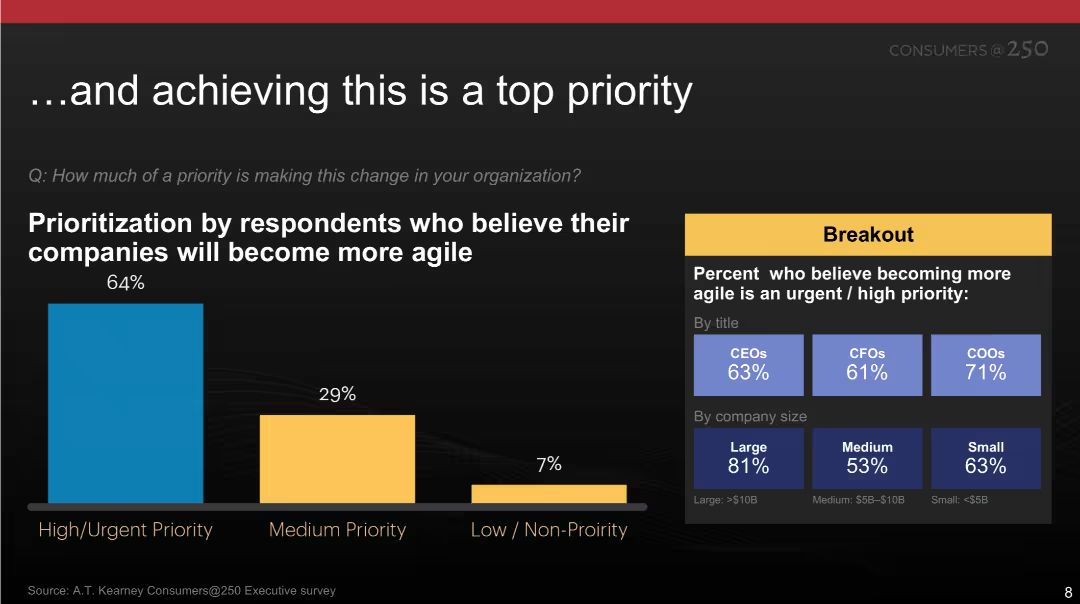 CONSUMERS@250
…and achieving this is a top priority
Q: How much of a priority is making this change in your organization?
Prioritization by respondents who believe their
companies will become more agile
64%
29%
7%
High/Urgent Priority
Medium Priority
Low / Non-Proirity
Breakout
Percent who believe becoming more
agile is an urgent / high priority:
By title
CEOs
63%
CFOs
61%
COOs
71%
By company size
Large
81%
Medium
53%
Small
63%
Large: >$10B
Medium: $5B–$10B
Small: <$5B
Source: A.T. Kearney Consumers@250 Executive survey
8